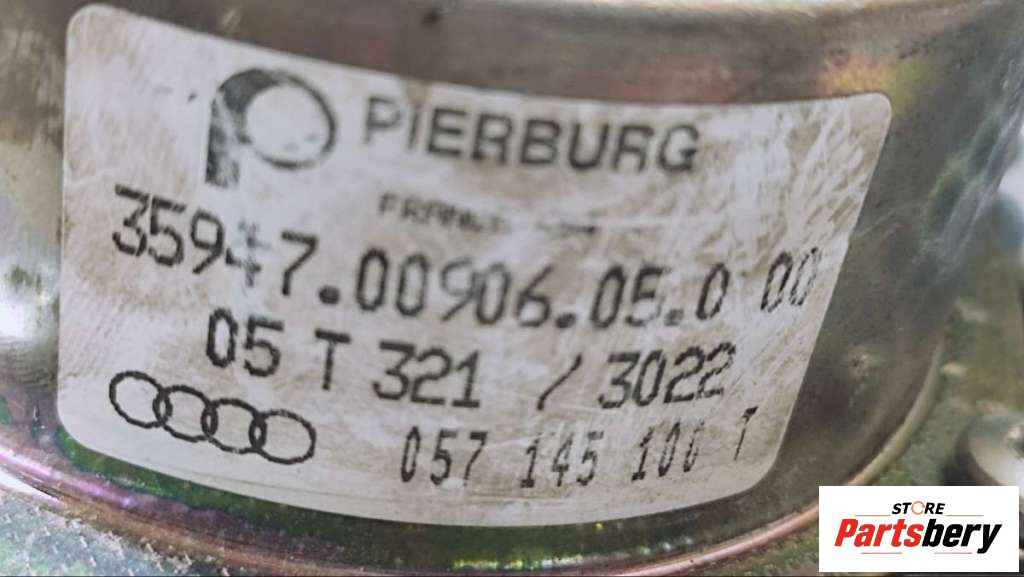 PIERBURG
35947.00906.05.0 00
05 T 321 / 3022
057 145 100 T
STORE
Partsbery